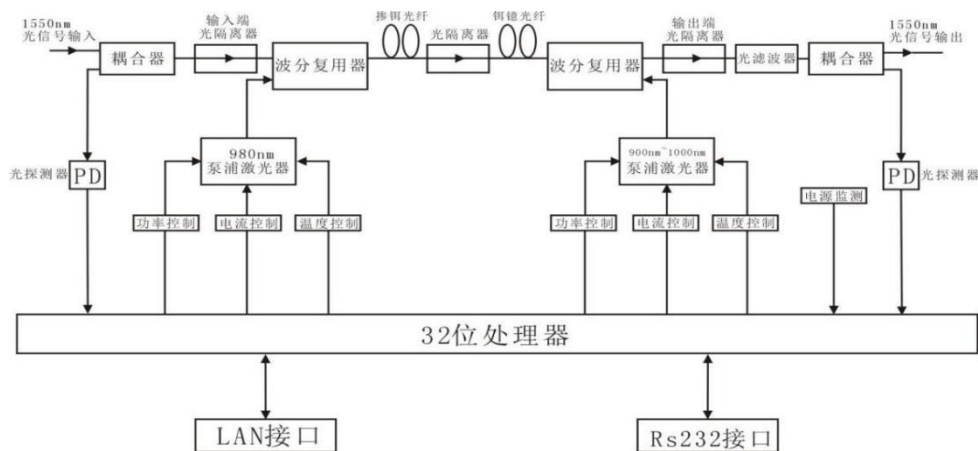 1550nm
光信号输入
耦合器
输入端
光隔离器
波分复用器
掺铒光纤
光隔离器
铒镱光纤
波分复用器
输出端
光隔离器
光滤波器
耦合器
1550nm
光信号输出
980nm
泵浦激光器
900nm~1000nm
泵浦激光器
光探测器
PD
PD
光探测器
功率控制
电流控制
温度控制
功率控制
电流控制
温度控制
电源监测
32位处理器
LAN接口
Rs232接口